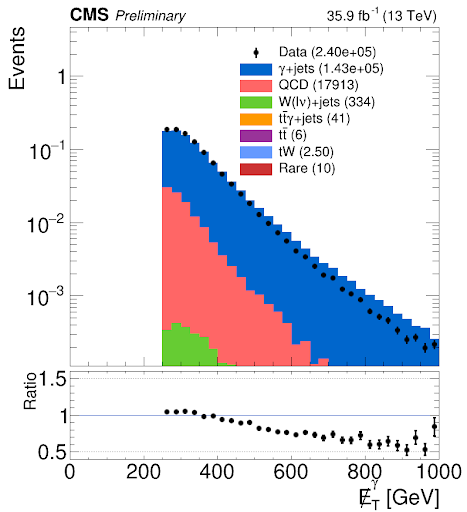 CMS Preliminary 35.9 fb⁻¹ (13 TeV)
Events
Data (2.40e+05)
γ+jets (1.43e+05)
QCD (17913)
W(lν)+jets (334)
tt̄γ+jets (41)
tt̄ (6)
tW (2.50)
Rare (10)
1
10⁻¹
10⁻²
10⁻³
Ratio
1.5
1
0.5
0 200 400 600 800 1000
E̸_T^γ [GeV]